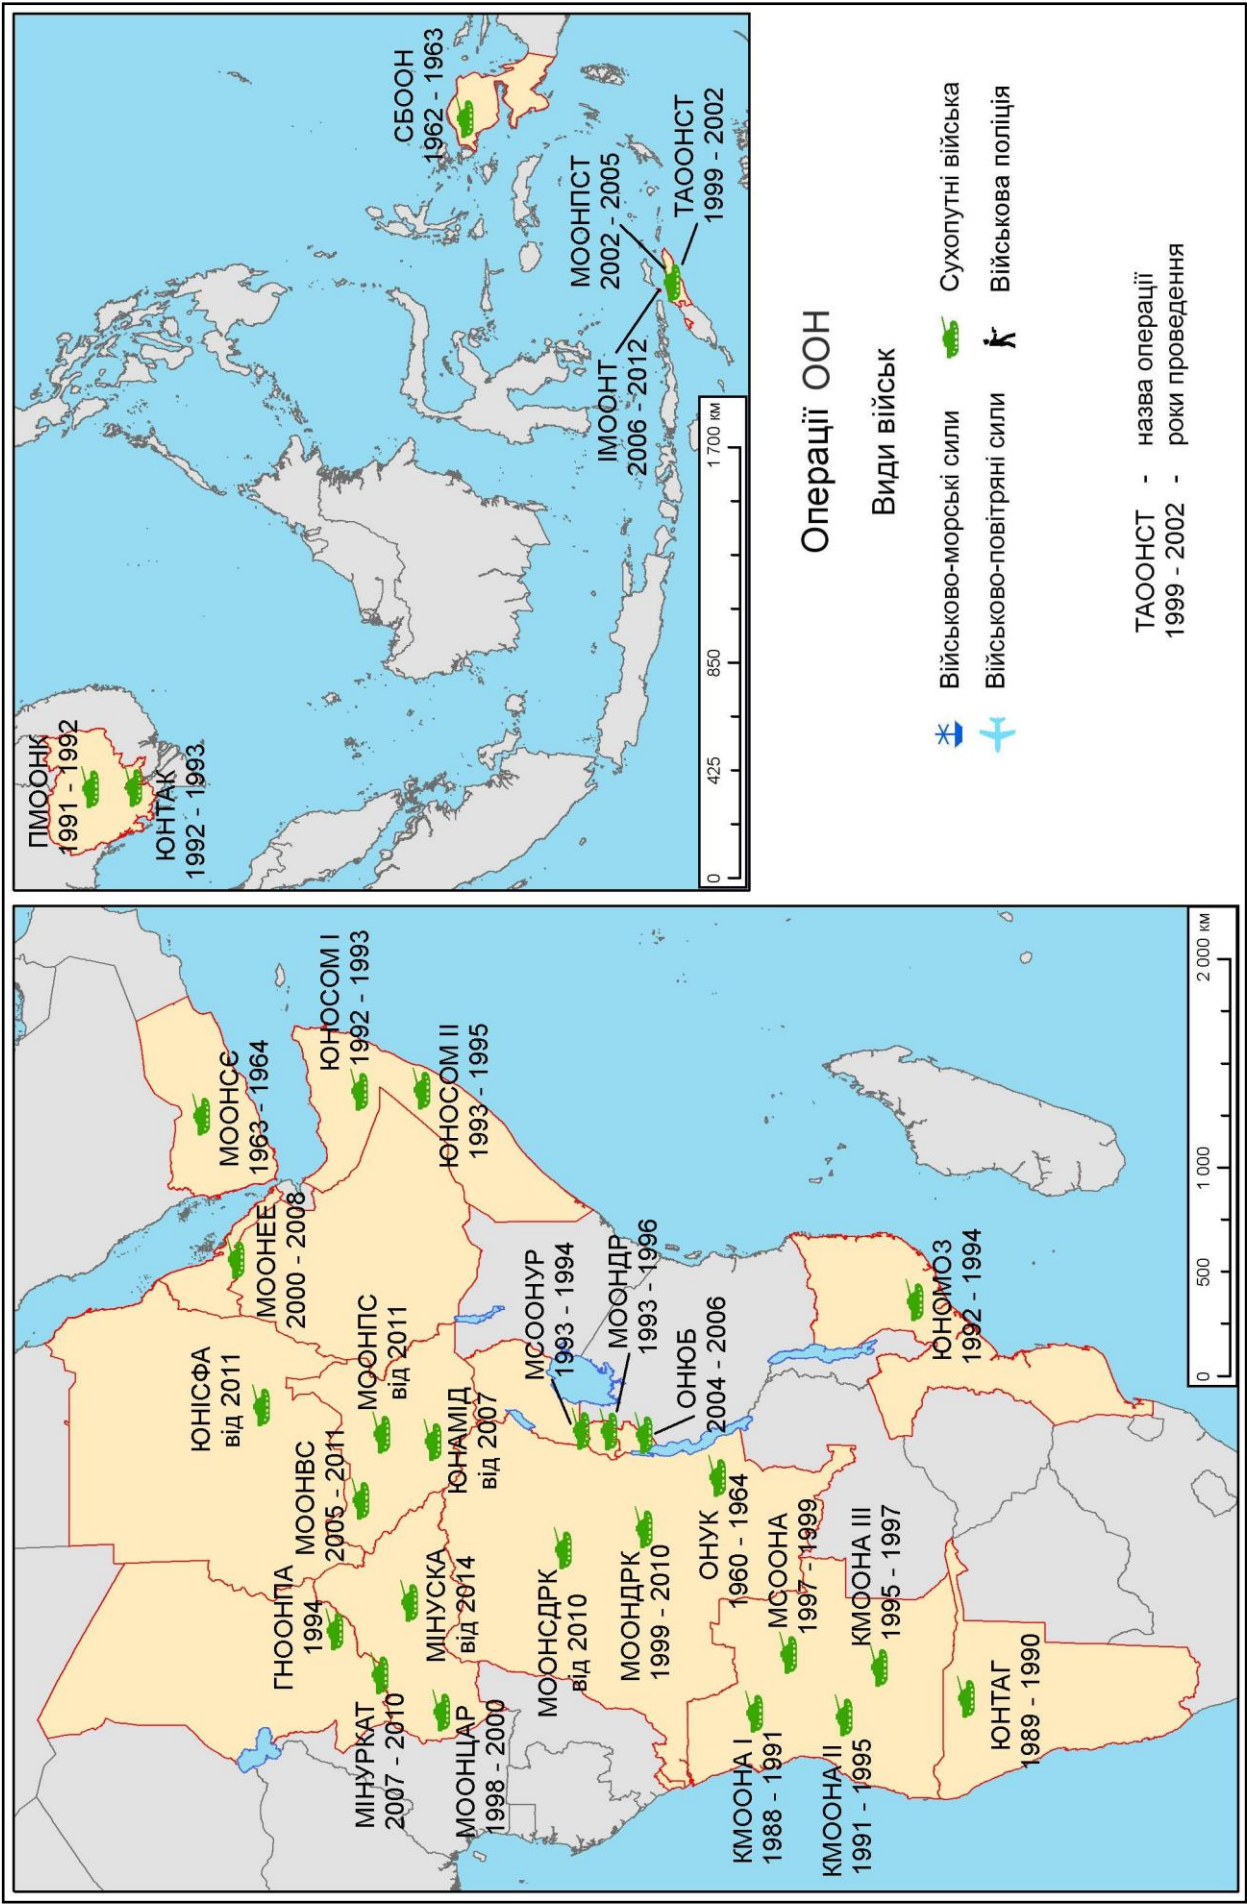 МООНСЄ
1963 - 1964
ЮНОСОМ І
1992 - 1993
ЮНОСОМ ІІ
1993 - 1995
МООНЕЕ
2000 - 2008
ЮНІСФА
від 2011
МООНПС
від 2011
МООНВС
2005 - 2011
ЮНАМІД
від 2007
ГНООНПА
1994
МІНУРКАТ
2007 - 2010
МІНУСКА
від 2014
МООНЦАР
1998 - 2000
МСООНУР
1993 - 1994
МООНДР
1993 - 1996
ОНЮБ
2004 - 2006
МООНСДРК
від 2010
МООНДРК
1999 - 2010
ОНУК
1960 - 1964
МСООНА
1997 - 1999
КМООНА І
1988 - 1991
КМООНА ІІ
1991 - 1995
КМООНА ІІІ
1995 - 1997
ЮНТАГ
1989 - 1990
ЮНОМОЗ
1992 - 1994
0 500 1 000 2 000 км
ПМООНК
1991 - 1992
ЮНТАК
1992 - 1993
СБООН
1962 - 1963
МООНПСТ
2002 - 2005
ТАООНСТ
1999 - 2002
ІМООНТ
2006 - 2012
0 425 850 1 700 км
Операції ООН
Види військ
Військово-морські сили
Сухопутні війська
Військово-повітряні сили
Військова поліція
ТАООНСТ - назва операції
1999 - 2002 - роки проведення